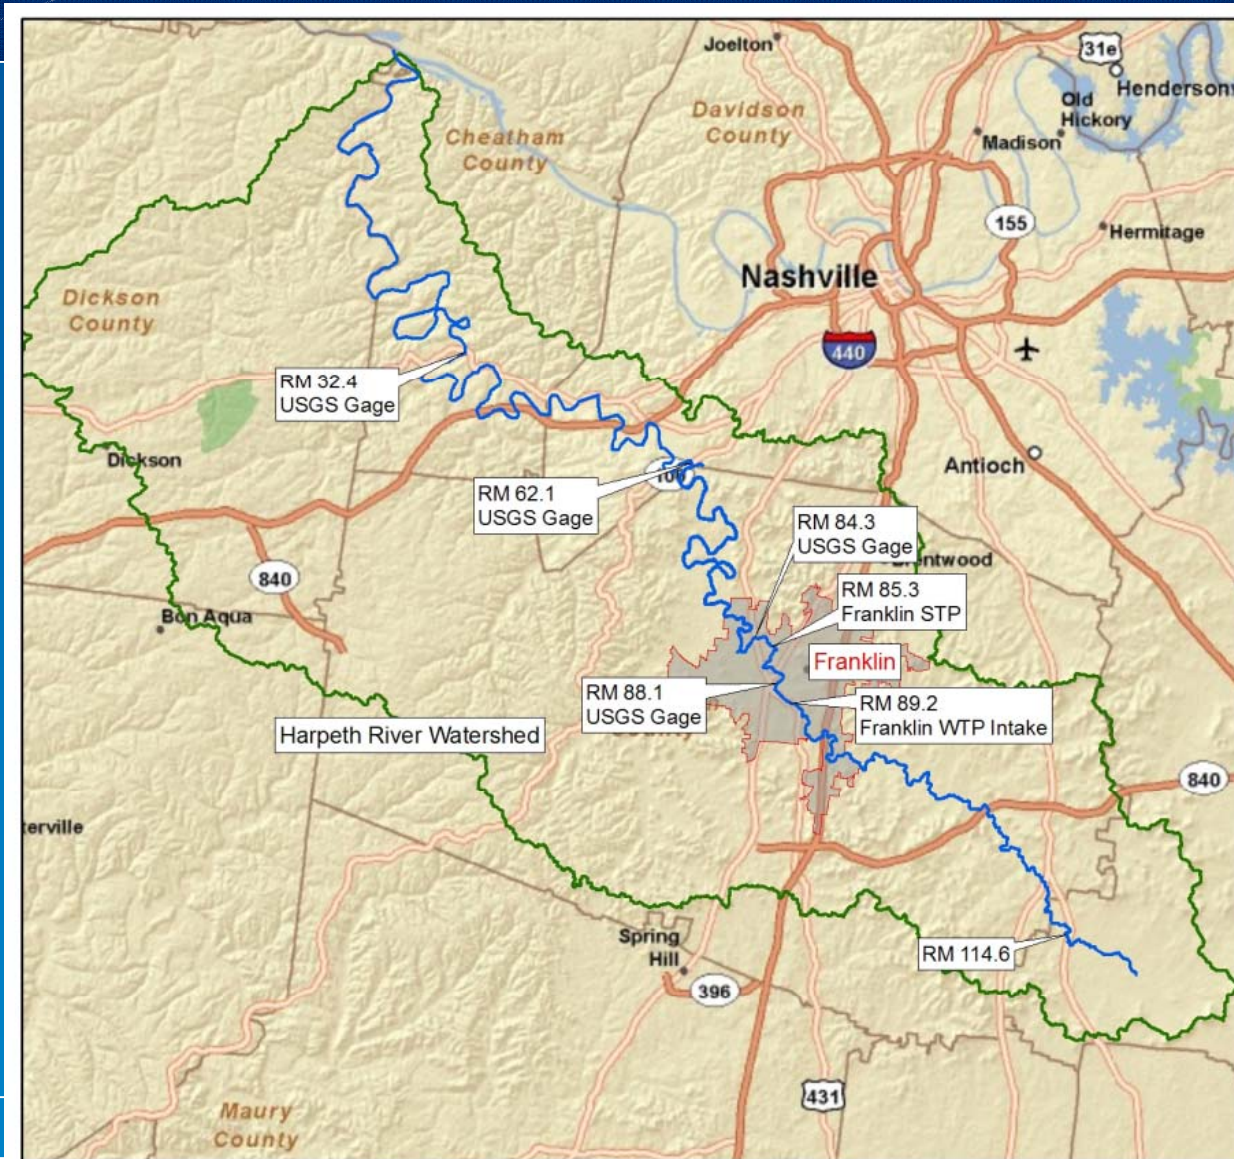 Joelton
31e
Hendersonv
Old
Hickory
Davidson
County
Madison
Cheatham
County
155
Hermitage
Nashville
Dickson
County
440
RM 32.4
USGS Gage
Dickson
Antioch
100
RM 62.1
USGS Gage
RM 84.3
USGS Gage
Brentwood
840
RM 85.3
Franklin STP
Bon Aqua
Franklin
RM 88.1
USGS Gage
RM 89.2
Franklin WTP Intake
County
Harpeth River Watershed
840
terville
Spring
Hill
RM 114.6
396
431
Maury
County